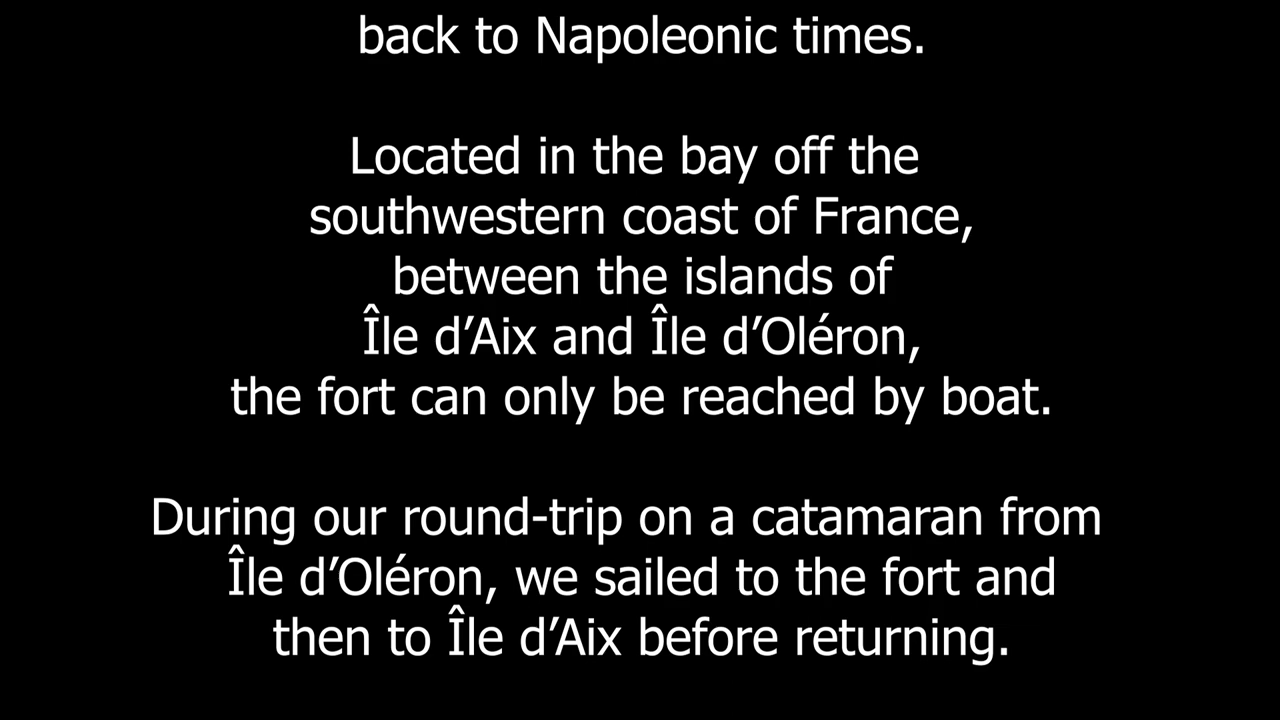 back to Napoleonic times.
Located in the bay off the
southwestern coast of France,
between the islands of
Île d’Aix and Île d’Oléron,
the fort can only be reached by boat.
During our round-trip on a catamaran from
Île d’Oléron, we sailed to the fort and
then to Île d’Aix before returning.